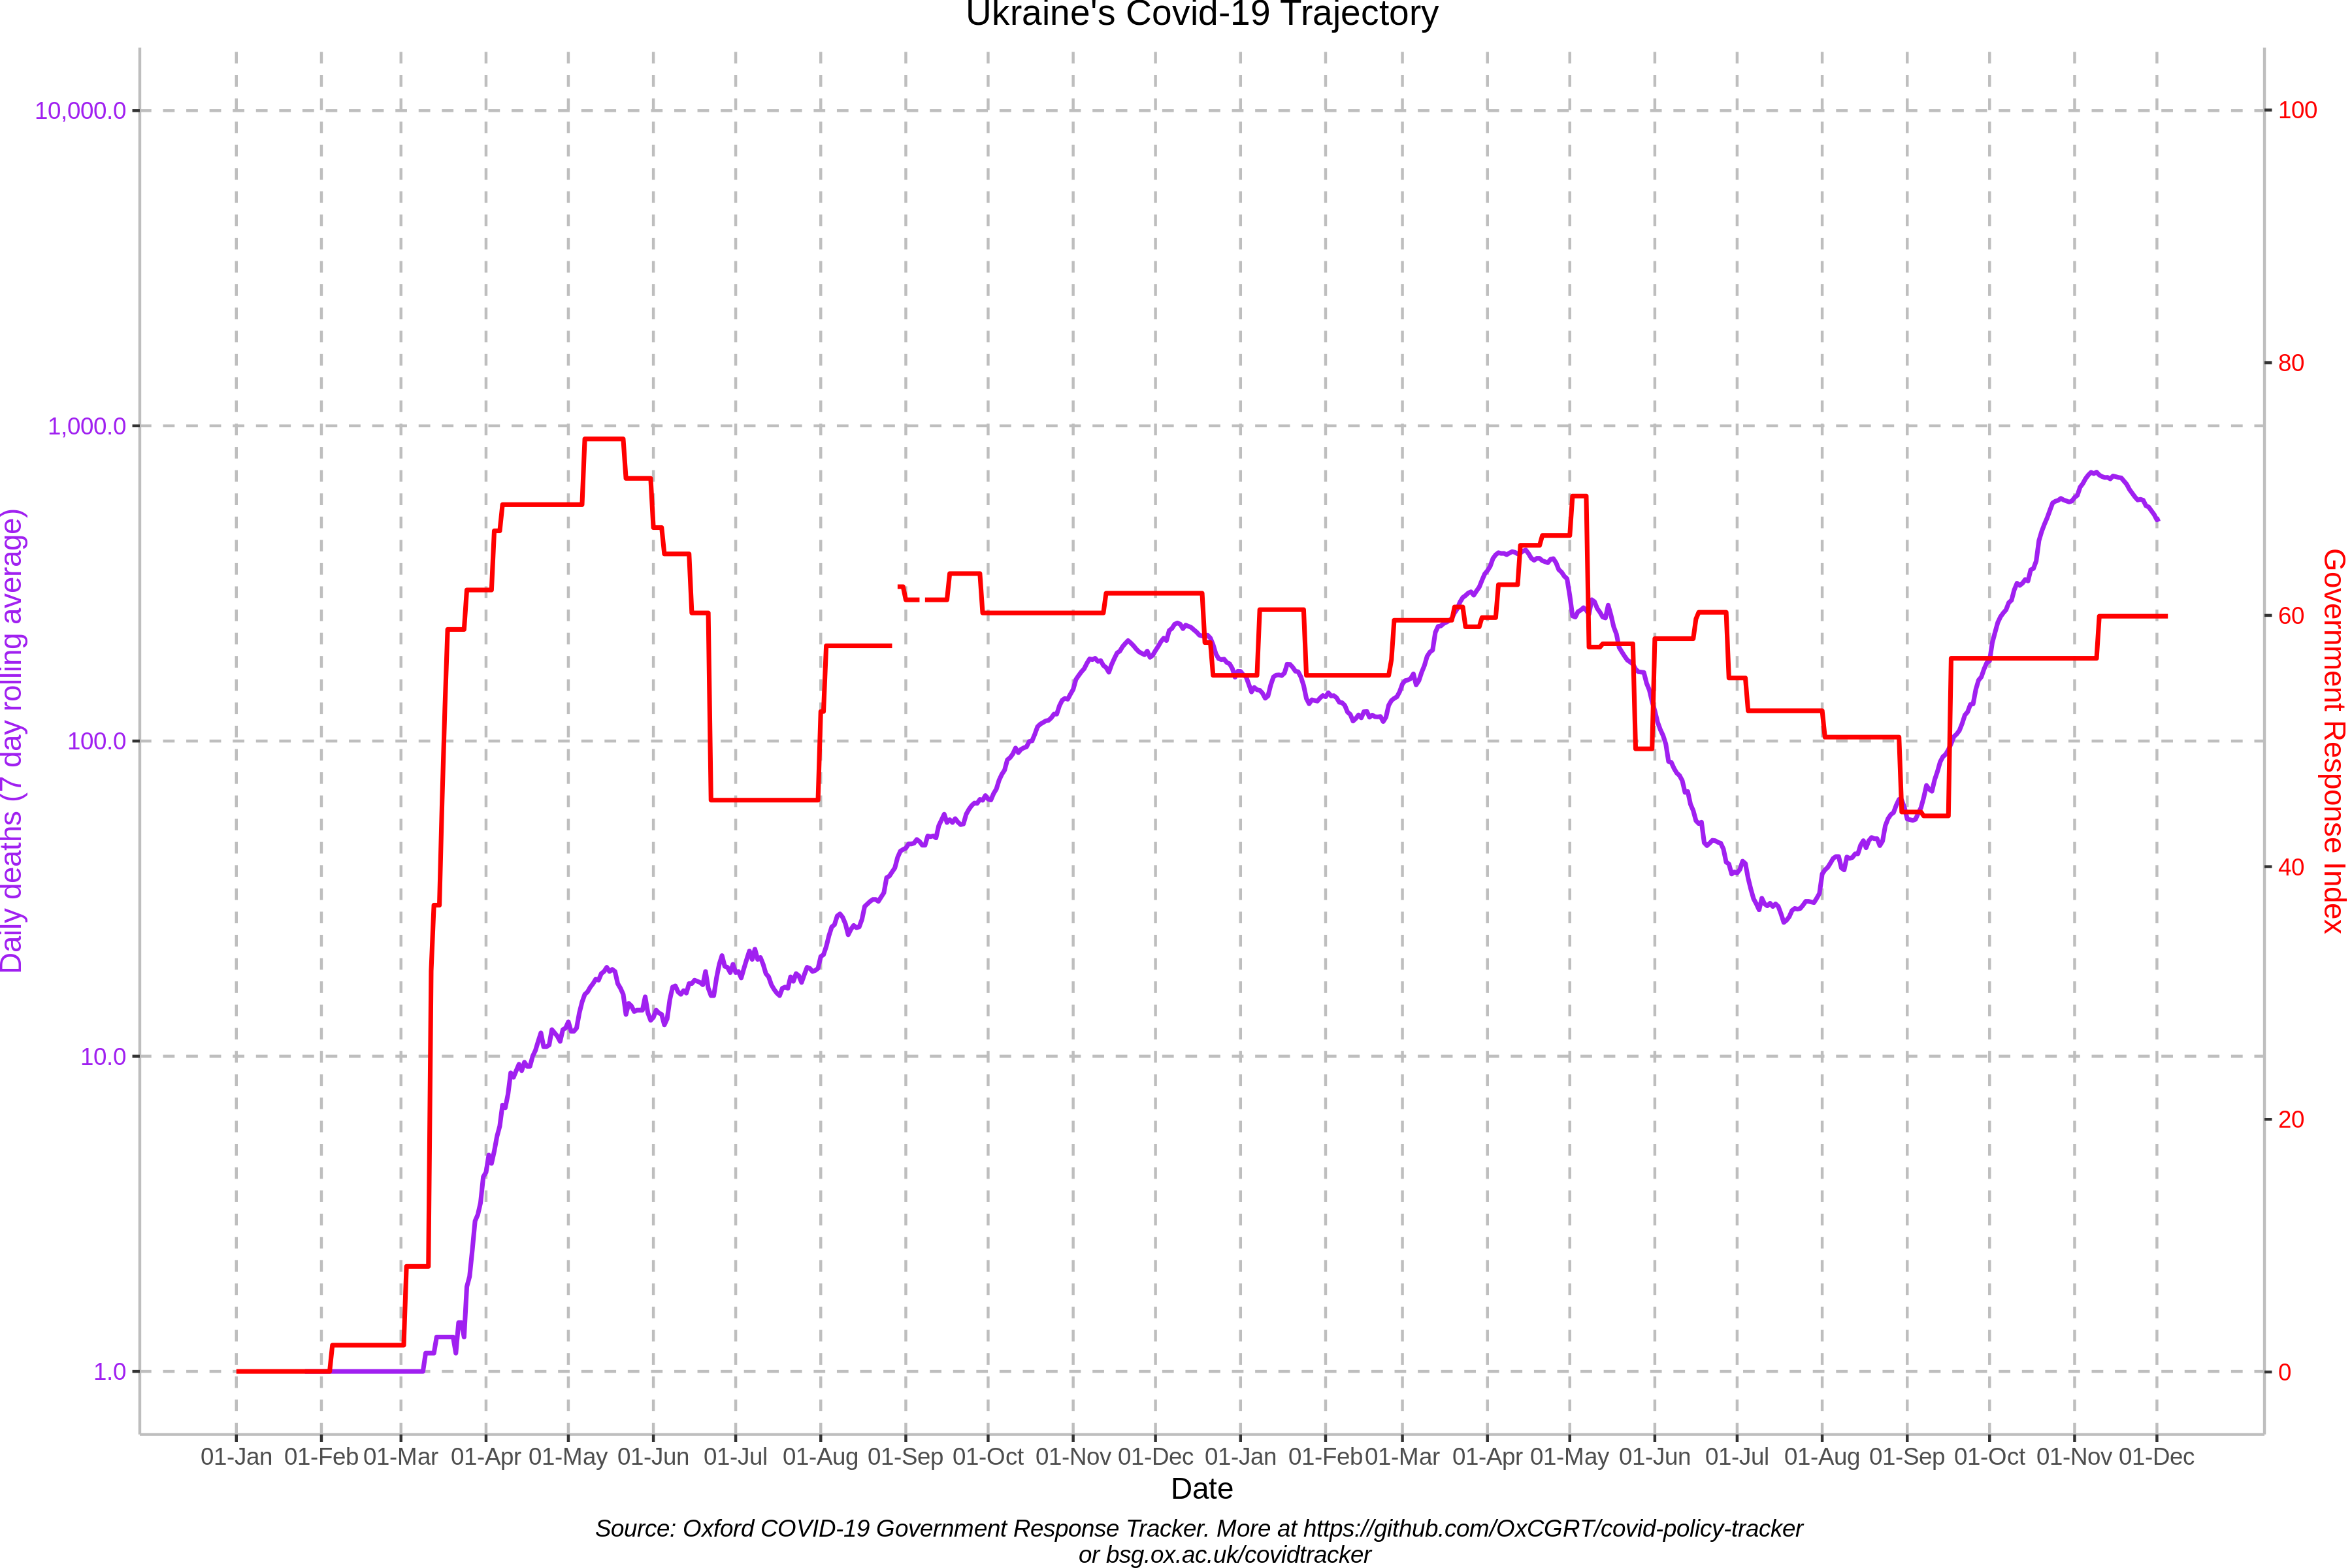 Ukraine's Covid-19 Trajectory
10,000.0
1,000.0
100.0
10.0
1.0
Daily deaths (7 day rolling average)
100
80
60
40
20
0
Government Response Index
01-Jan 01-Feb 01-Mar 01-Apr 01-May 01-Jun 01-Jul 01-Aug 01-Sep 01-Oct 01-Nov 01-Dec 01-Jan 01-Feb 01-Mar 01-Apr 01-May 01-Jun 01-Jul 01-Aug 01-Sep 01-Oct 01-Nov 01-Dec
Date
Source: Oxford COVID-19 Government Response Tracker. More at https://github.com/OxCGRT/covid-policy-tracker
or bsg.ox.ac.uk/covidtracker